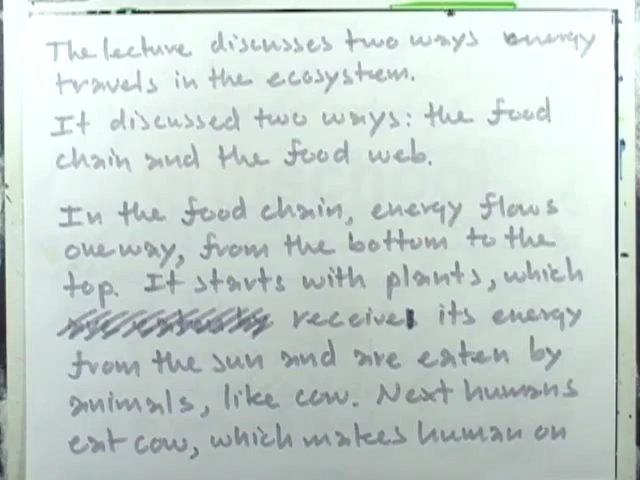 The lecture discusses two ways energy
travels in the ecosystem.
It discussed two ways: the food
chain and the food web.
In the food chain, energy flows
one way, from the bottom to the
top. It starts with plants, which
receive its energy
from the sun and are eaten by
animals, like cow. Next humans
eat cow, which makes human on